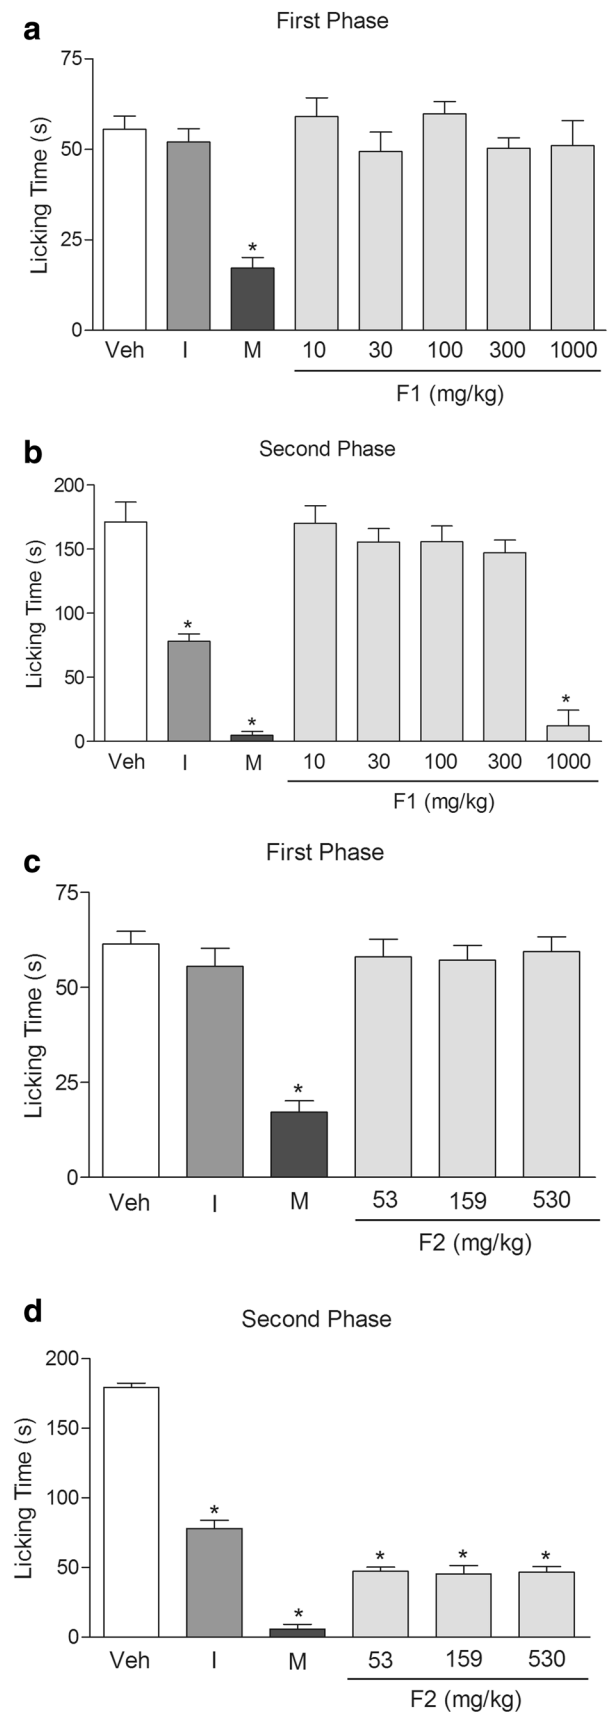 a
First Phase
Licking Time (s)
75
50
25
0
*
Veh I M 10 30 100 300 1000
F1 (mg/kg)
b
Second Phase
Licking Time (s)
200
150
100
50
0
* * *
Veh I M 10 30 100 300 1000
F1 (mg/kg)
c
First Phase
Licking Time (s)
75
50
25
0
*
Veh I M 53 159 530
F2 (mg/kg)
d
Second Phase
Licking Time (s)
200
150
100
50
0
* * * * *
Veh I M 53 159 530
F2 (mg/kg)